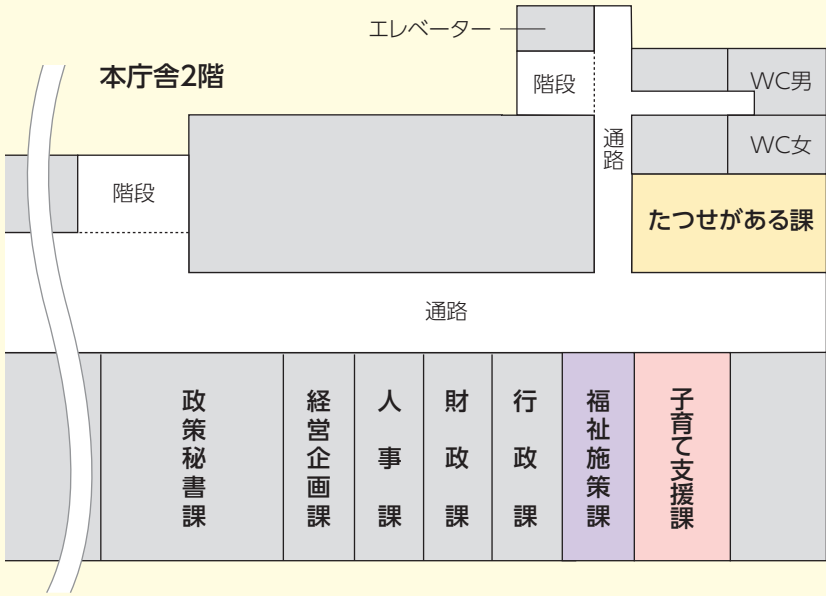 エレベーター
本庁舎2階
階段
WC男
通路
WC女
階段
たつせがある課
通路
政策秘書課
経営企画課
人事課
財政課
行政課
福祉施策課
子育て支援課